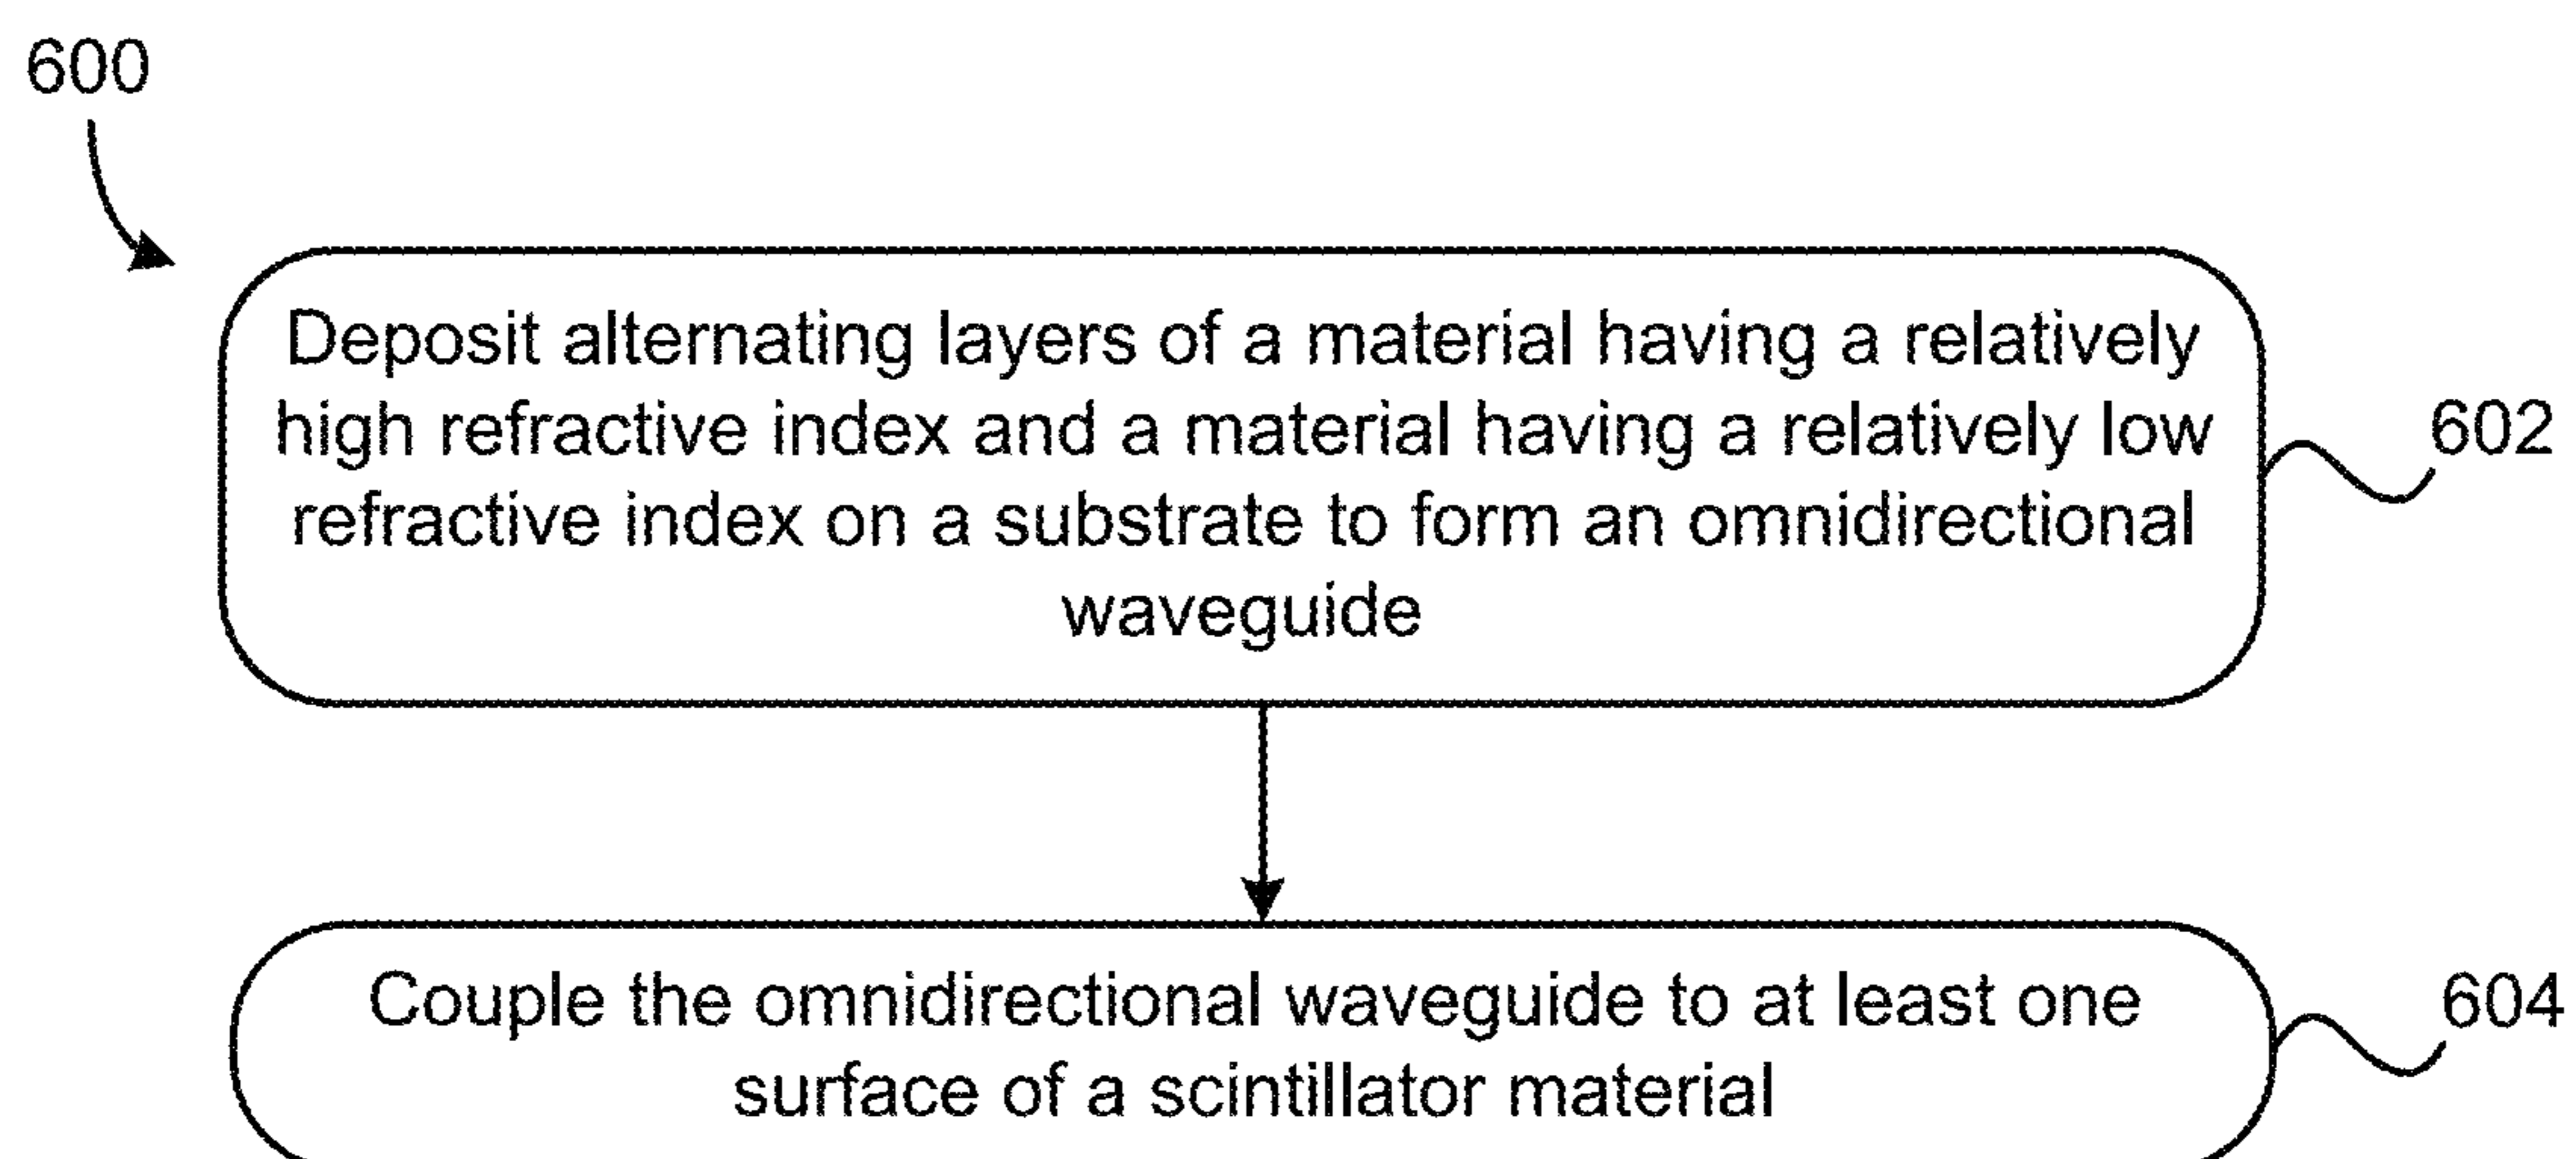 600
Deposit alternating layers of a material having a relatively
high refractive index and a material having a relatively low
refractive index on a substrate to form an omnidirectional
waveguide
602
Couple the omnidirectional waveguide to at least one
surface of a scintillator material
604